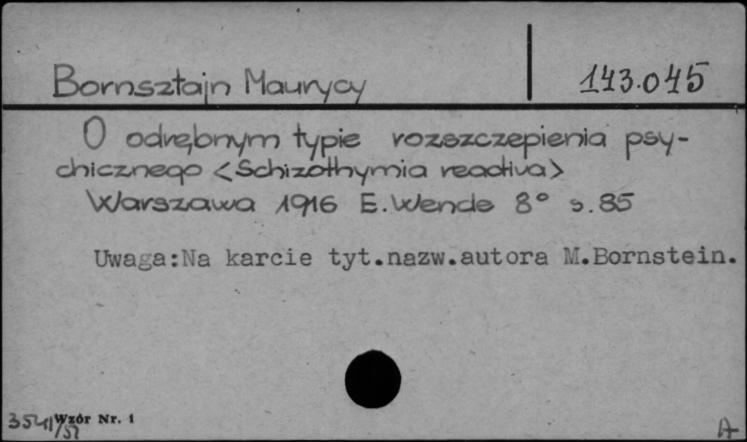 Bornsztajn Maurycy 143.045
O odrębnym typie rozszczepienia psy-
chicznego <Schizothymia reactiva>
Warszawa 1916 E.Wende 8° s.85
Uwaga:Na karcie tyt.nazw.autora M.Bornstein.
Wzór Nr. 1
A